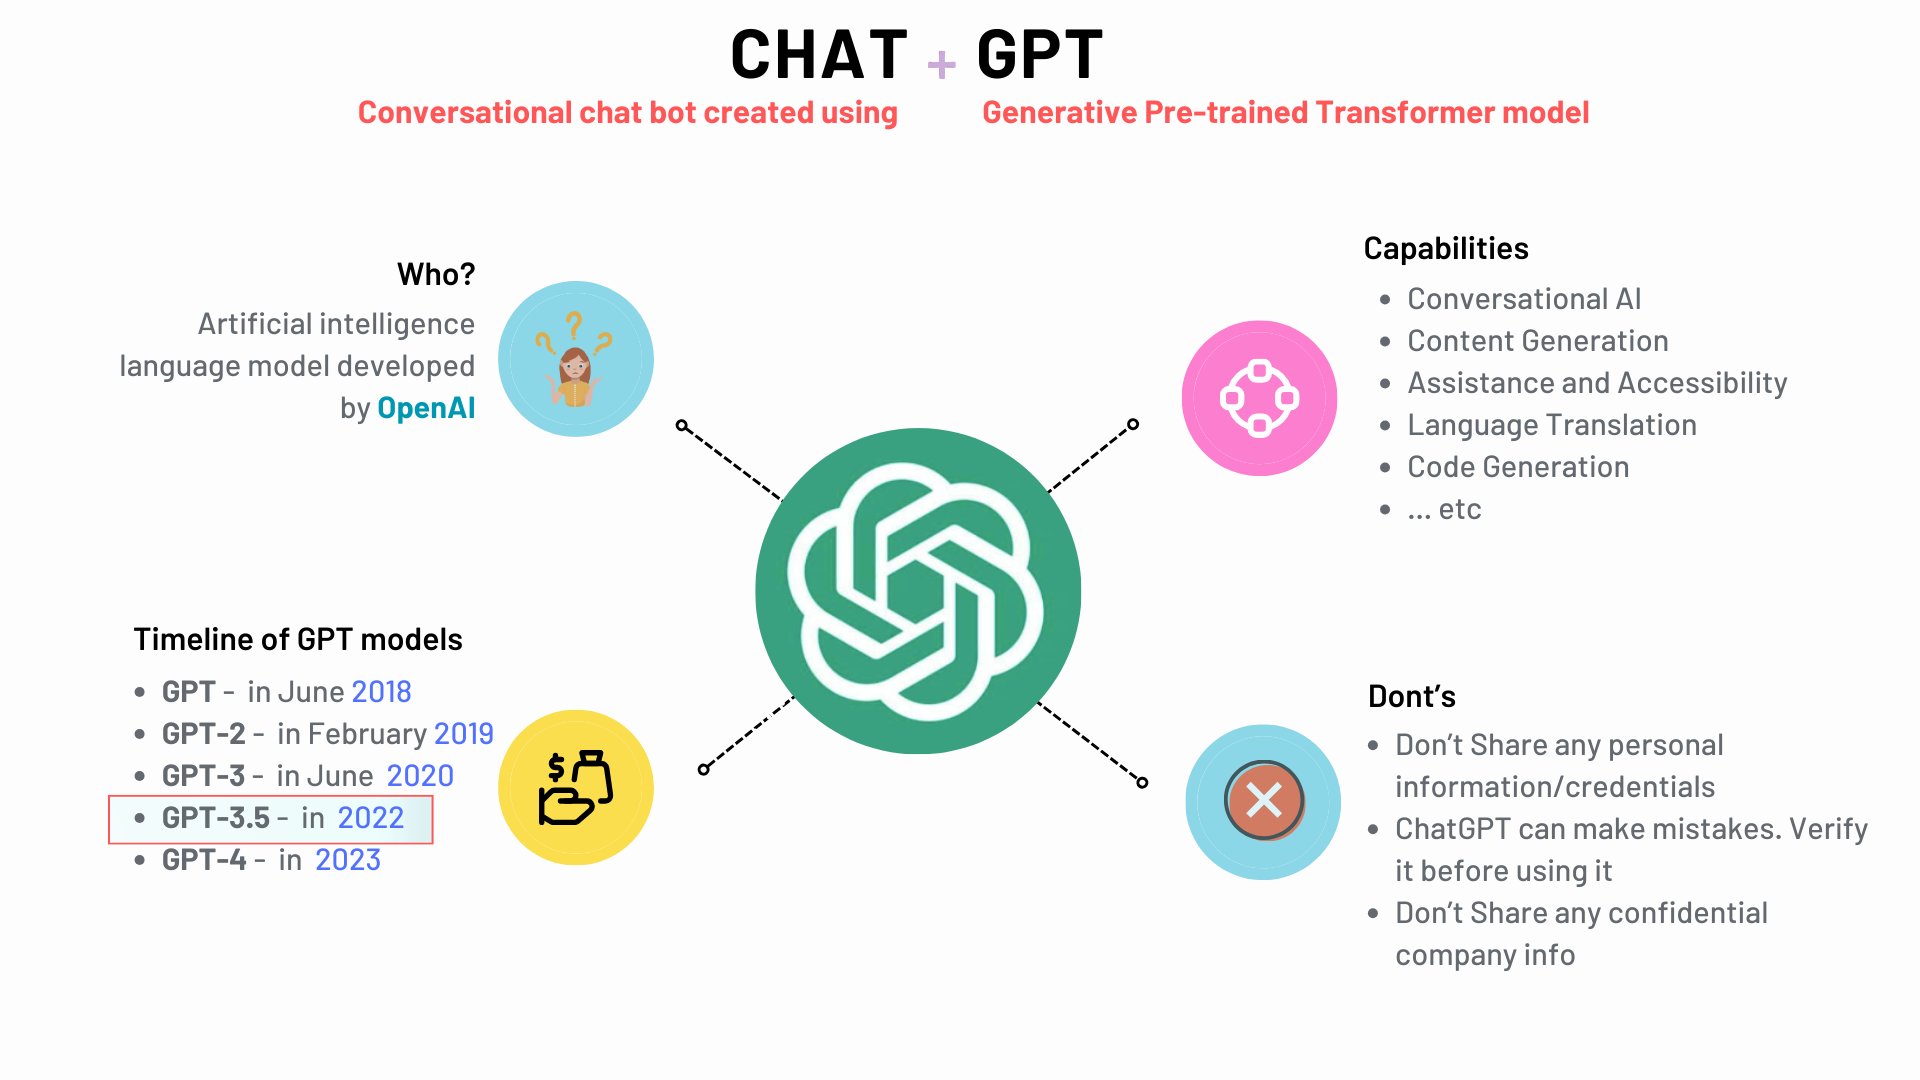 CHAT + GPT
Conversational chat bot created using
Generative Pre-trained Transformer model
Who?
Artificial intelligence
language model developed
by OpenAI
Capabilities
• Conversational AI
• Content Generation
• Assistance and Accessibility
• Language Translation
• Code Generation
• ... etc
Timeline of GPT models
• GPT - in June 2018
• GPT-2 - in February 2019
• GPT-3 - in June 2020
• GPT-3.5 - in 2022
• GPT-4 - in 2023
$
Dont’s
• Don’t Share any personal
information/credentials
• ChatGPT can make mistakes. Verify
it before using it
• Don’t Share any confidential
company info